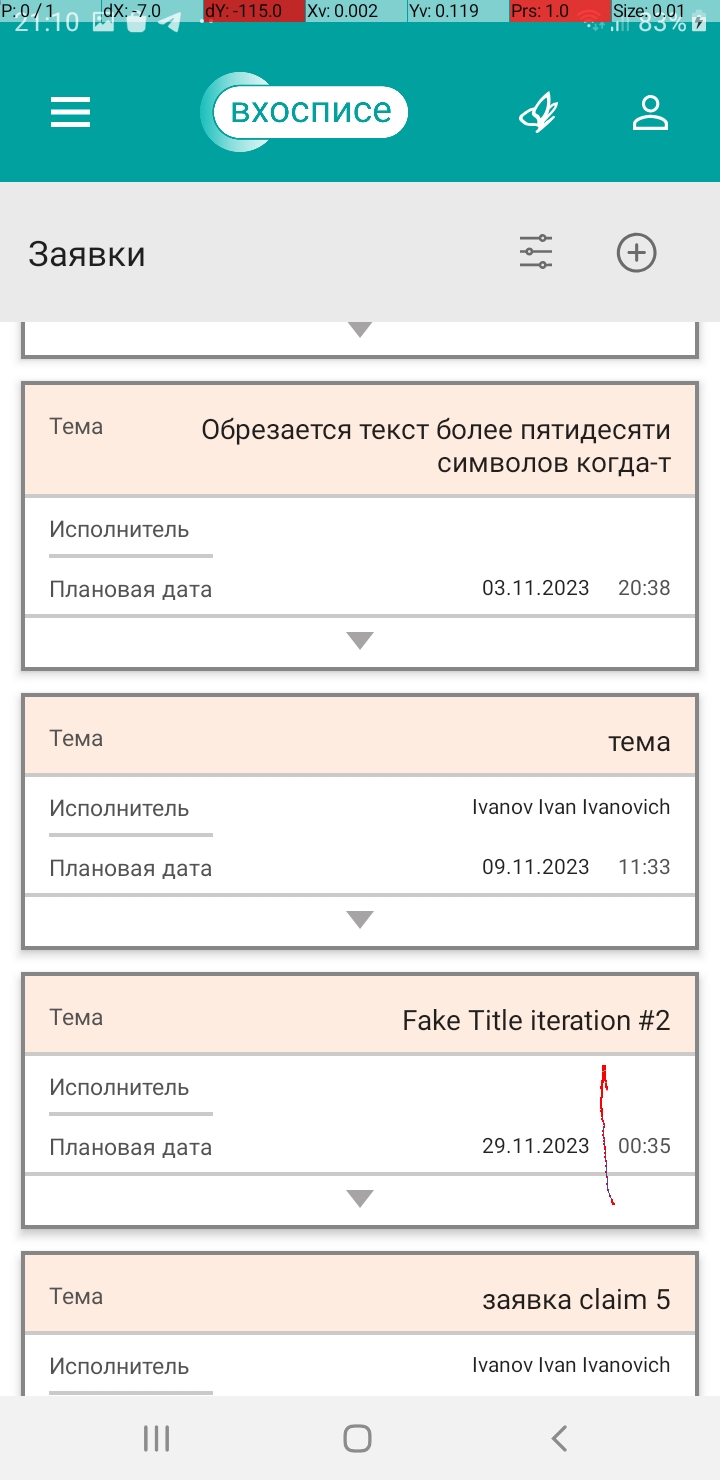 P: 0 / 1 dX: -7.0 dY: -115.0 Xv: 0.002 Yv: 0.119 Prs: 1.0 Size: 0.01
21:10 83%
вхосписе
Заявки
Тема Обрезается текст более пятидесяти
символов когда-т
Исполнитель
Плановая дата 03.11.2023 20:38
Тема тема
Исполнитель Ivanov Ivan Ivanovich
Плановая дата 09.11.2023 11:33
Тема Fake Title iteration #2
Исполнитель
Плановая дата 29.11.2023 00:35
Тема заявка claim 5
Исполнитель Ivanov Ivan Ivanovich